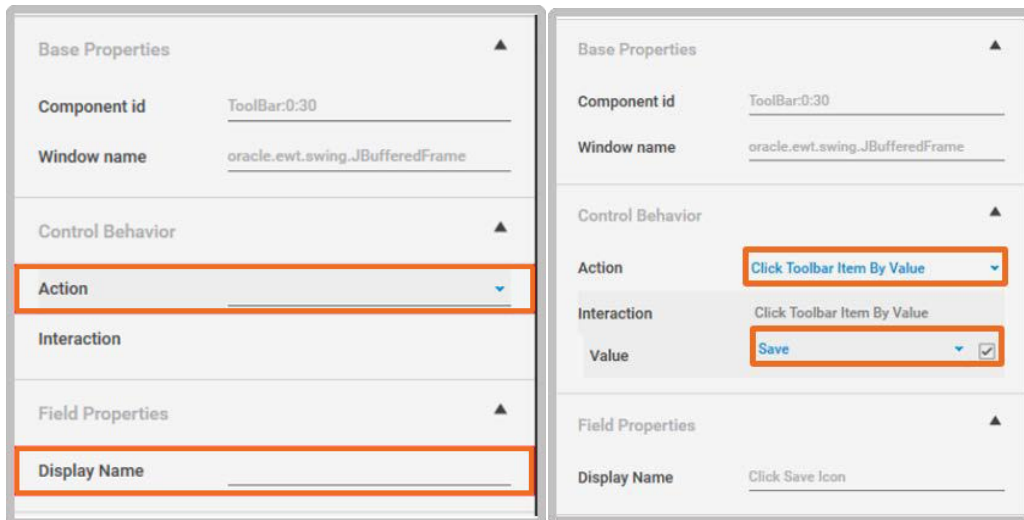 Base Properties
Component id ToolBar:0:30
Window name oracle.ewt.swing.JBufferedFrame
Control Behavior
Action
Interaction
Field Properties
Display Name
Base Properties
Component id ToolBar:0:30
Window name oracle.ewt.swing.JBufferedFrame
Control Behavior
Action Click Toolbar Item By Value
Interaction Click Toolbar Item By Value
Value Save
Field Properties
Display Name Click Save Icon